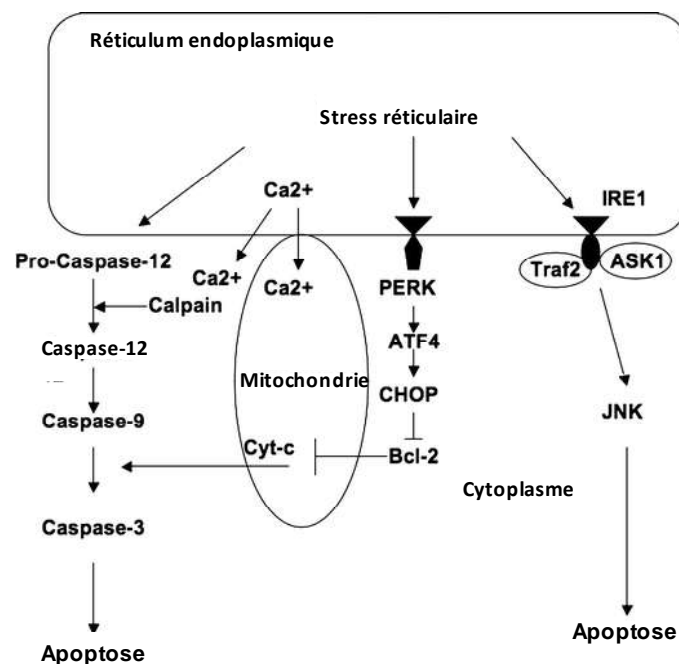 Réticulum endoplasmique
Stress réticulaire
Ca2+
IRE1
Pro-Caspase-12
Ca2+
Ca2+
PERK
Traf2
ASK1
Calpain
ATF4
Caspase-12
Mitochondrie
CHOP
JNK
Caspase-9
Cyt-c
Bcl-2
Cytoplasme
Caspase-3
Apoptose
Apoptose